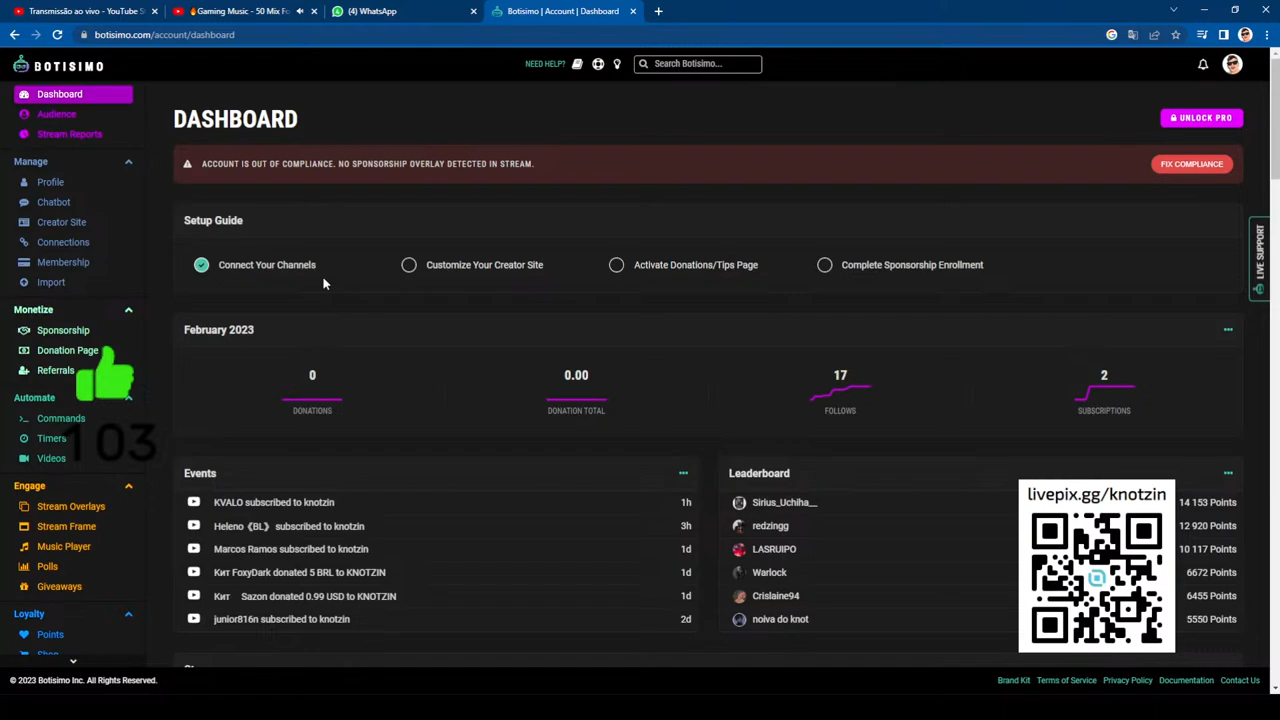 Transmissão ao vivo - YouTube S
🔥Gaming Music - 50 Mix Fo
(4) WhatsApp
Botisimo | Account | Dashboard
botisimo.com/account/dashboard
BOTISIMO
NEED HELP?
Search Botisimo...
Dashboard
Audience
Stream Reports
Manage
Profile
Chatbot
Creator Site
Connections
Membership
Import
Monetize
Sponsorship
Donation Page
Referrals
Automate
Commands
Timers
Videos
103
Engage
Stream Overlays
Stream Frame
Music Player
Polls
Giveaways
Loyalty
Points
DASHBOARD
UNLOCK PRO
ACCOUNT IS OUT OF COMPLIANCE. NO SPONSORSHIP OVERLAY DETECTED IN STREAM.
FIX COMPLIANCE
Setup Guide
Connect Your Channels
Customize Your Creator Site
Activate Donations/Tips Page
Complete Sponsorship Enrollment
LIVE SUPPORT
February 2023
0
DONATIONS
0.00
DONATION TOTAL
17
FOLLOWS
2
SUBSCRIPTIONS
Events
KVALO subscribed to knotzin 1h
Heleno《BL》 subscribed to knotzin 3h
Marcos Ramos subscribed to knotzin 1d
Кит FoxyDark donated 5 BRL to KNOTZIN 1d
Кит Sazon donated 0.99 USD to KNOTZIN 1d
junior816n subscribed to knotzin 2d
Leaderboard
Sirius_Uchiha__ 14 153 Points
redzingg 12 920 Points
LASRUIPO 10 117 Points
Warlock 6672 Points
Crislaine94 6455 Points
noiva do knot 5550 Points
livepix.gg/knotzin
© 2023 Botisimo Inc. All Rights Reserved.
Brand Kit
Terms of Service
Privacy Policy
Documentation
Contact Us